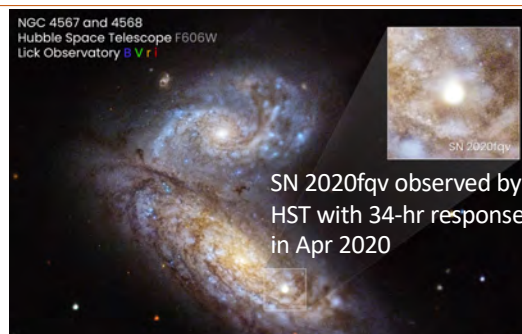 NGC 4567 and 4568
Hubble Space Telescope F606W
Lick Observatory B V r i
SN 2020fqv
SN 2020fqv observed by
HST with 34-hr response
in Apr 2020